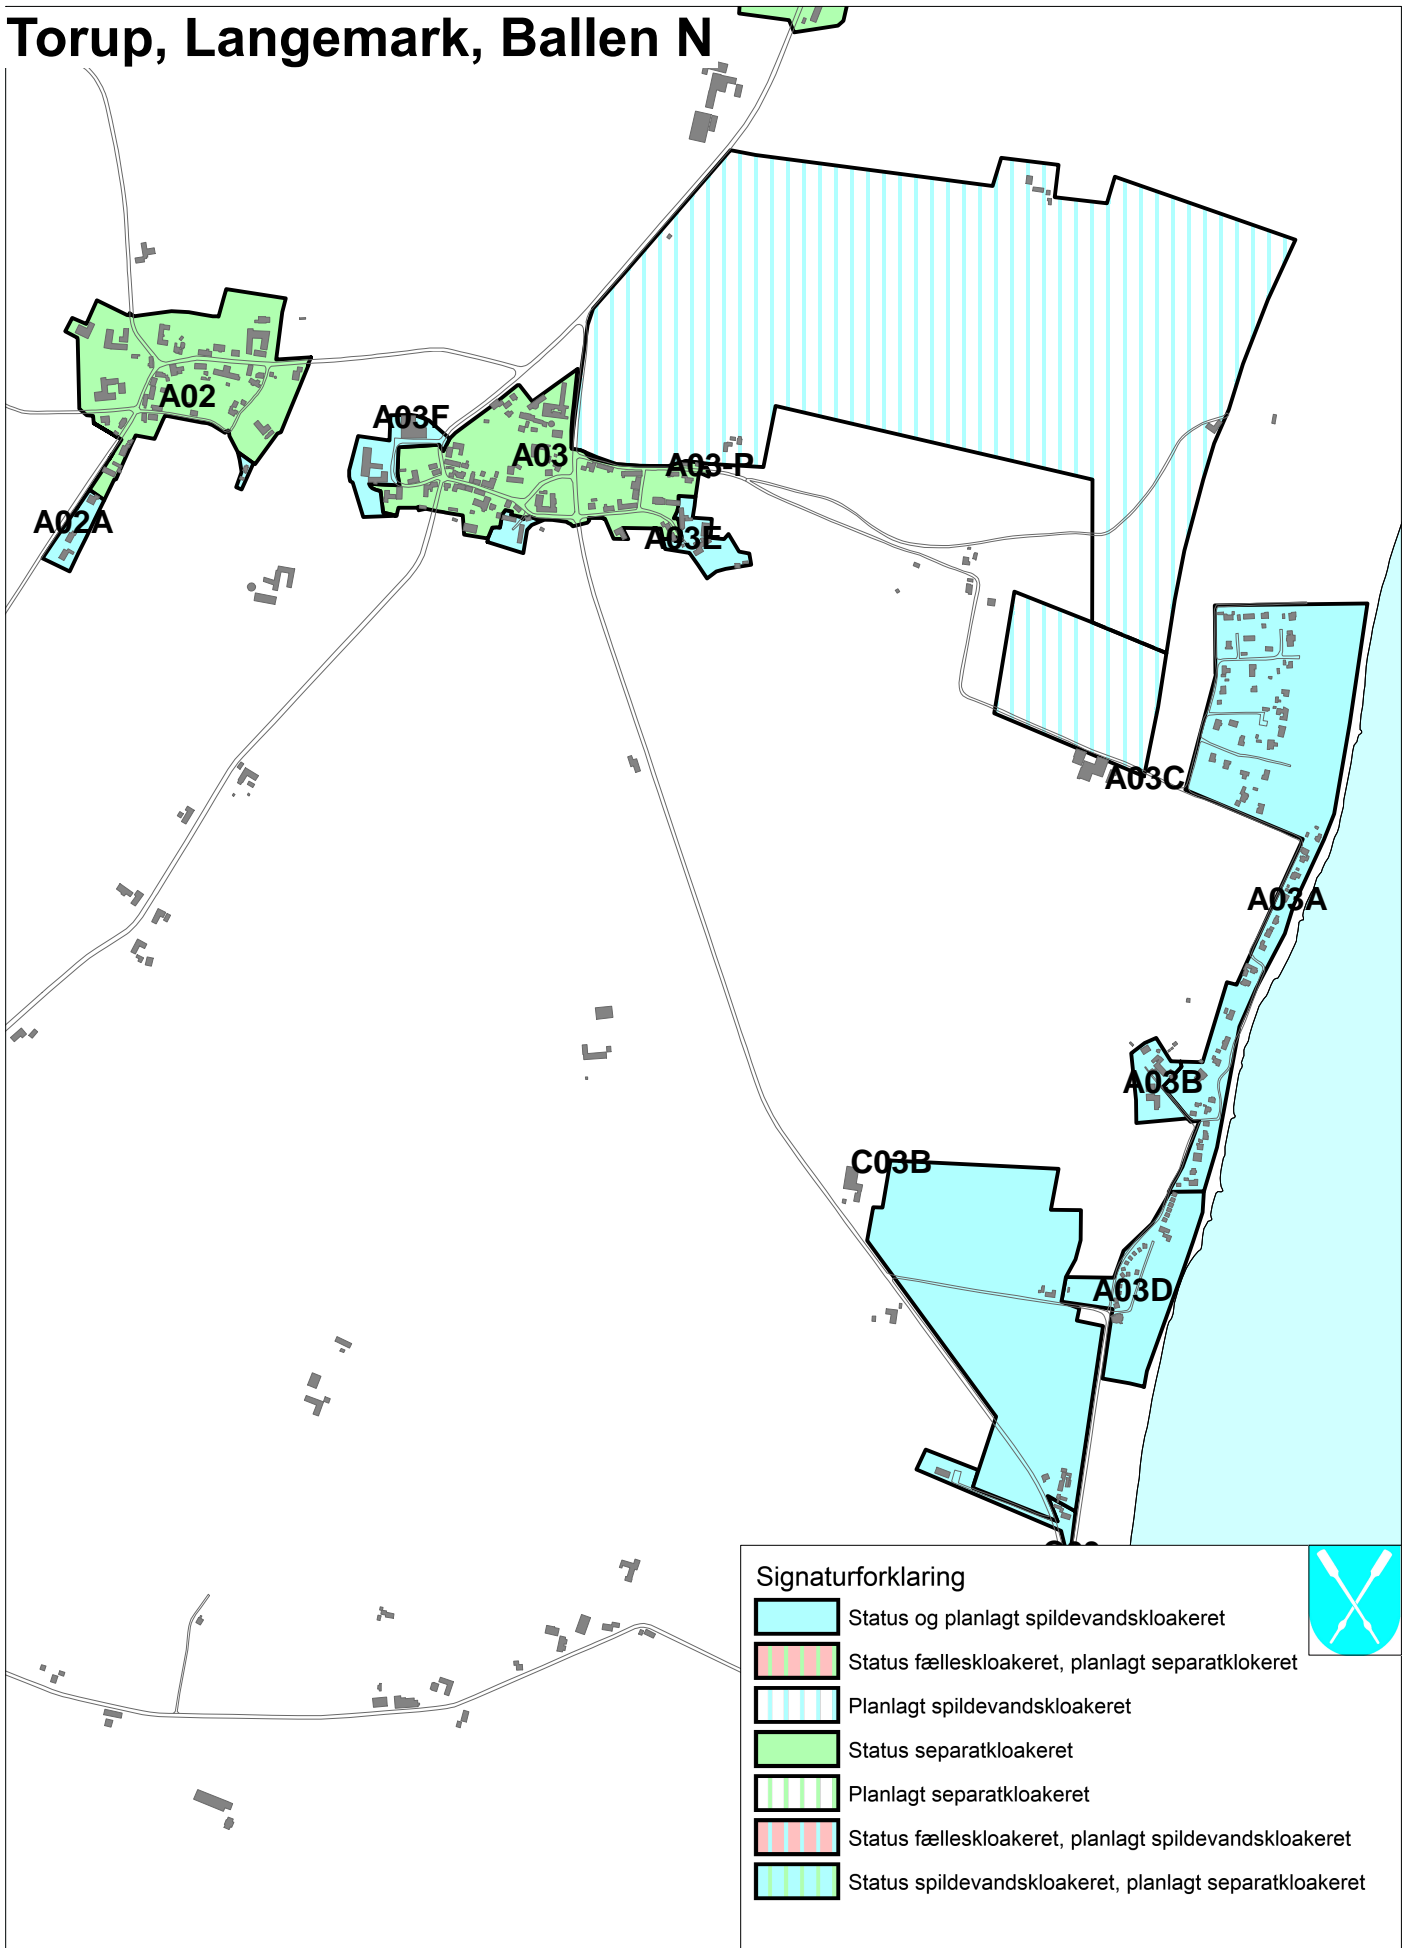 Torup, Langemark, Ballen N
A02
A03F
A03
A03-P
A02A
A03E
A03C
A03A
A03B
C03B
A03D
Signaturforklaring
Status og planlagt spildevandskloakeret
Status fælleskloakeret, planlagt separatklokeret
Planlagt spildevandskloakeret
Status separatkloakeret
Planlagt separatkloakeret
Status fælleskloakeret, planlagt spildevandskloakeret
Status spildevandskloakeret, planlagt separatkloakeret